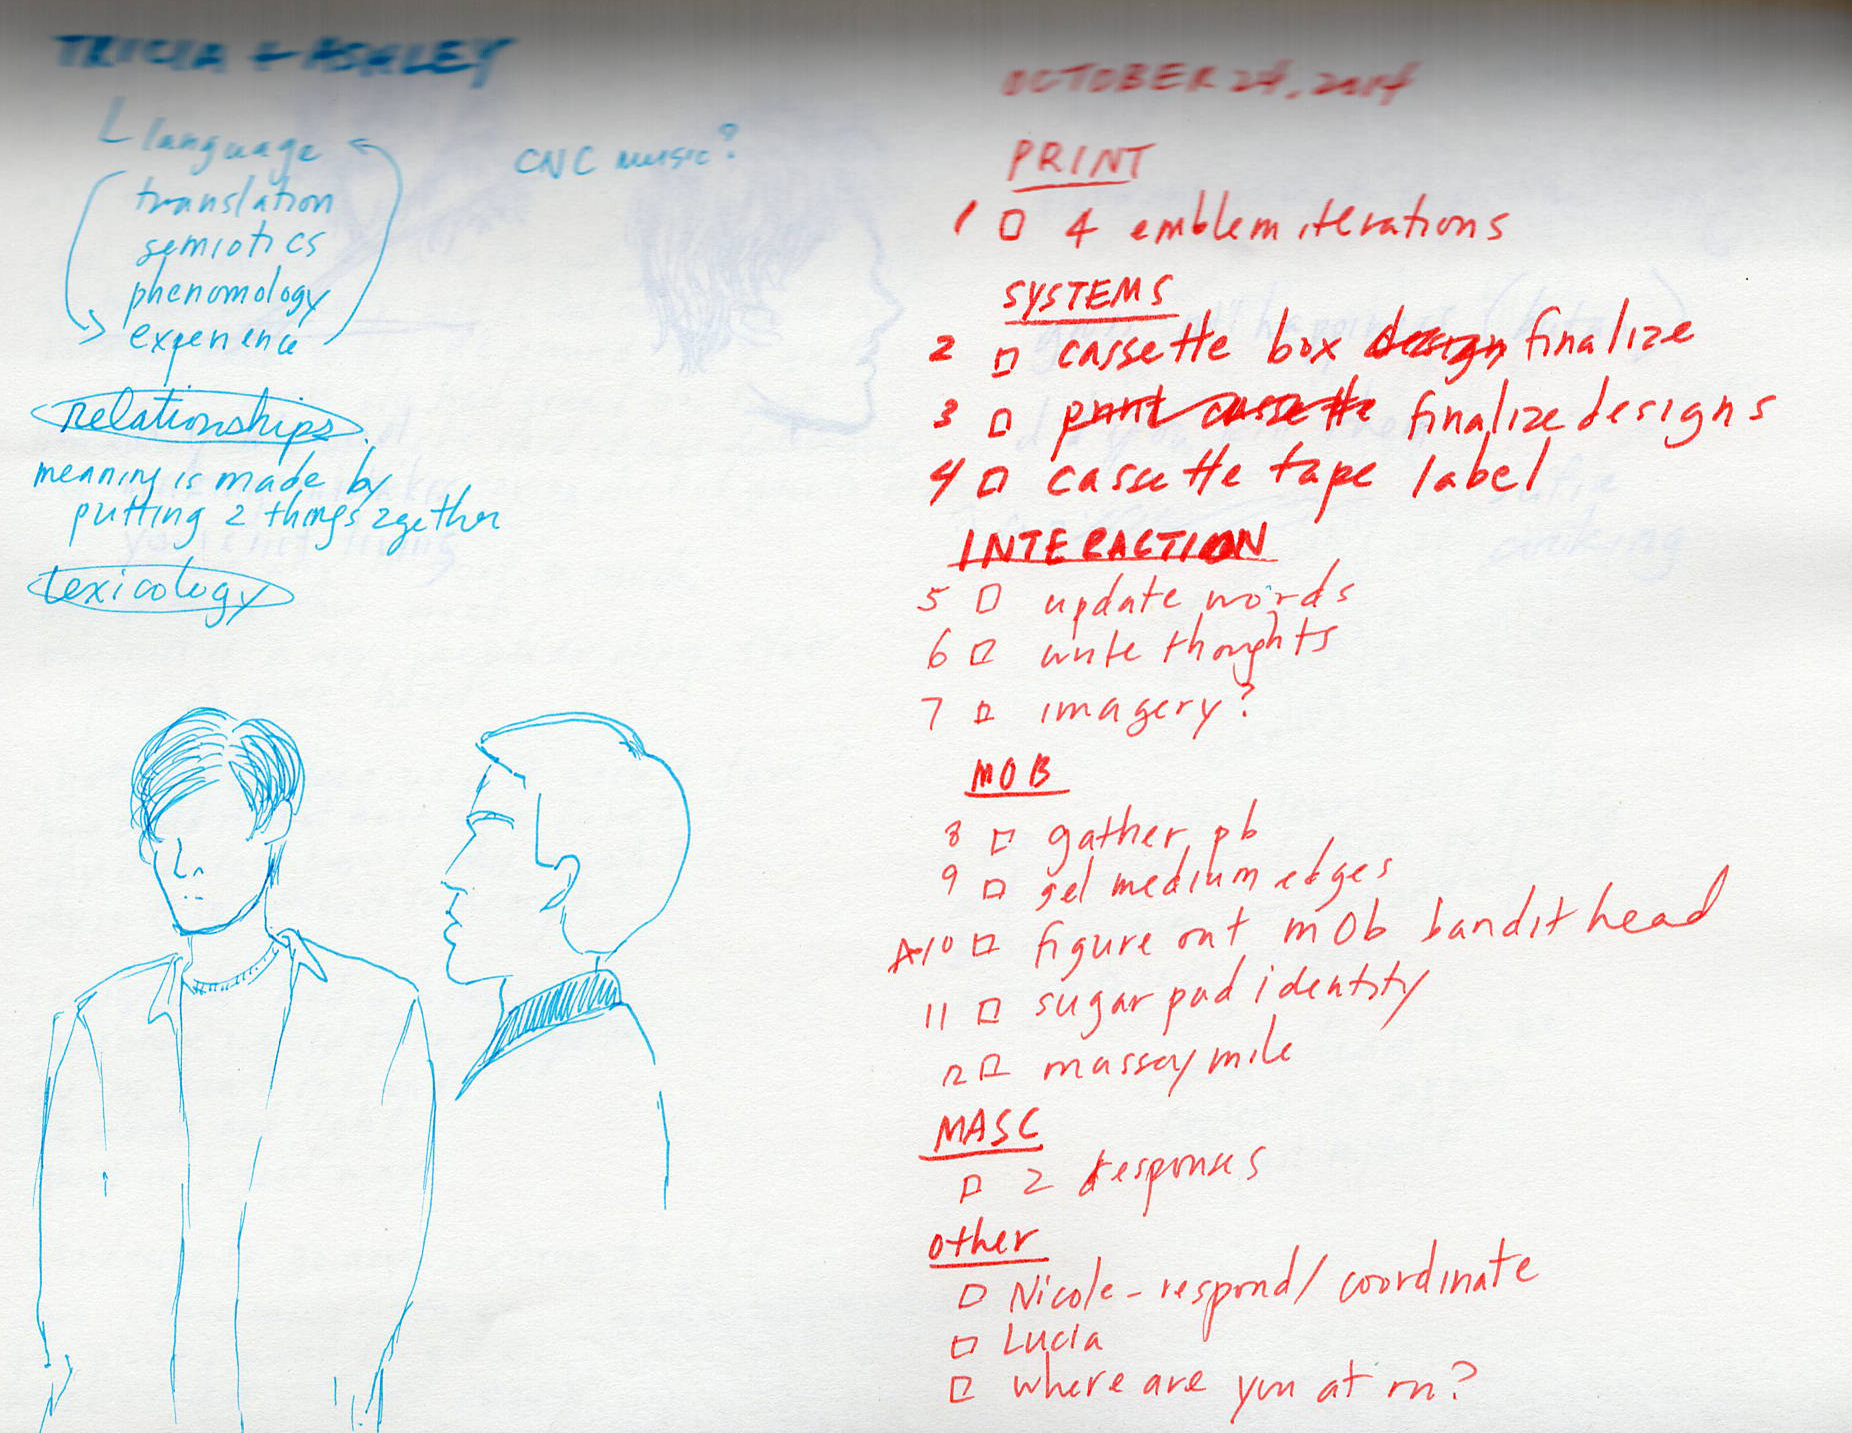 TRICIA + ASHLEY
L language
translation
semiotics
phenomology
experience
CNC music?
relationships.
meaning is made by
putting 2 things 2gether
lexicology
OCTOBER 24, 2014
PRINT
1 □ 4 emblem iterations
SYSTEMS
2 □ cassette box design finalize
3 □ print cassette finalize designs
4 □ cassette tape label
INTERACTION
5 □ update words
6 □ write thoughts
7 □ imagery?
MOB
8 □ gather pb
9 □ gel medium edges
A10 □ figure out mOb bandit head
11 □ sugar pad identity
12 □ massey mile
MASC
□ 2 responses
other
□ Nicole - respond / coordinate
□ Lucia
□ where are you at rn?